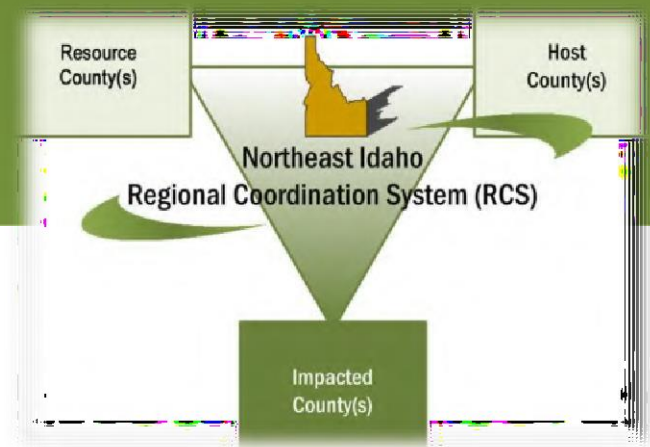 Resource
County(s)
Host
County(s)
Northeast Idaho
Regional Coordination System (RCS)
Impacted
County(s)